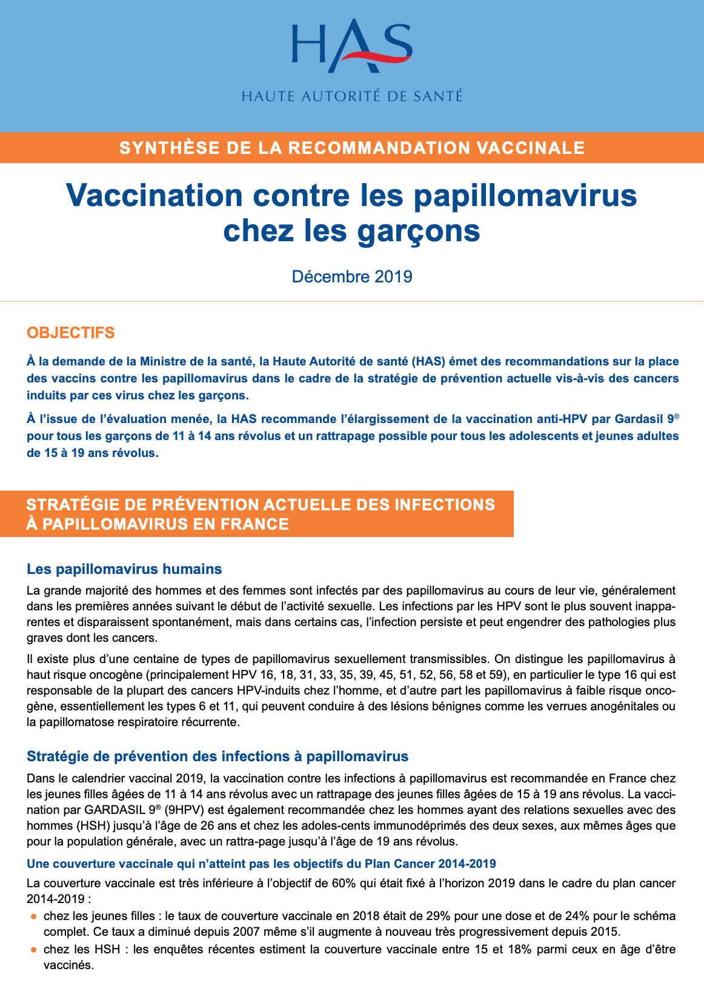 HAS
HAUTE AUTORITÉ DE SANTÉ
SYNTHÈSE DE LA RECOMMANDATION VACCINALE
Vaccination contre les papillomavirus
chez les garçons
Décembre 2019
OBJECTIFS
À la demande de la Ministre de la santé, la Haute Autorité de santé (HAS) émet des recommandations sur la place
des vaccins contre les papillomavirus dans le cadre de la stratégie de prévention actuelle vis-à-vis des cancers
induits par ces virus chez les garçons.
À l’issue de l’évaluation menée, la HAS recommande l’élargissement de la vaccination anti-HPV par Gardasil 9®
pour tous les garçons de 11 à 14 ans révolus et un rattrapage possible pour tous les adolescents et jeunes adultes
de 15 à 19 ans révolus.
STRATÉGIE DE PRÉVENTION ACTUELLE DES INFECTIONS
À PAPILLOMAVIRUS EN FRANCE
Les papillomavirus humains
La grande majorité des hommes et des femmes sont infectés par des papillomavirus au cours de leur vie, généralement
dans les premières années suivant le début de l’activité sexuelle. Les infections par les HPV sont le plus souvent inappa-
rentes et disparaissent spontanément, mais dans certains cas, l’infection persiste et peut engendrer des pathologies plus
graves dont les cancers.
Il existe plus d’une centaine de types de papillomavirus sexuellement transmissibles. On distingue les papillomavirus à
haut risque oncogène (principalement HPV 16, 18, 31, 33, 35, 39, 45, 51, 52, 56, 58 et 59), en particulier le type 16 qui est
responsable de la plupart des cancers HPV-induits chez l’homme, et d’autre part les papillomavirus à faible risque onco-
gène, essentiellement les types 6 et 11, qui peuvent conduire à des lésions bénignes comme les verrues anogénitales ou
la papillomatose respiratoire récurrente.
Stratégie de prévention des infections à papillomavirus
Dans le calendrier vaccinal 2019, la vaccination contre les infections à papillomavirus est recommandée en France chez
les jeunes filles âgées de 11 à 14 ans révolus avec un rattrapage des jeunes filles âgées de 15 à 19 ans révolus. La vacci-
nation par GARDASIL 9® (9HPV) est également recommandée chez les hommes ayant des relations sexuelles avec des
hommes (HSH) jusqu’à l’âge de 26 ans et chez les adoles-cents immunodéprimés des deux sexes, aux mêmes âges que
pour la population générale, avec un rattra-page jusqu’à l’âge de 19 ans révolus.
Une couverture vaccinale qui n’atteint pas les objectifs du Plan Cancer 2014-2019
La couverture vaccinale est très inférieure à l’objectif de 60% qui était fixé à l’horizon 2019 dans le cadre du plan cancer
2014-2019 :
● chez les jeunes filles : le taux de couverture vaccinale en 2018 était de 29% pour une dose et de 24% pour le schéma
complet. Ce taux a diminué depuis 2007 même s’il augmente à nouveau très progressivement depuis 2015.
● chez les HSH : les enquêtes récentes estiment la couverture vaccinale entre 15 et 18% parmi ceux en âge d’être
vaccinés.